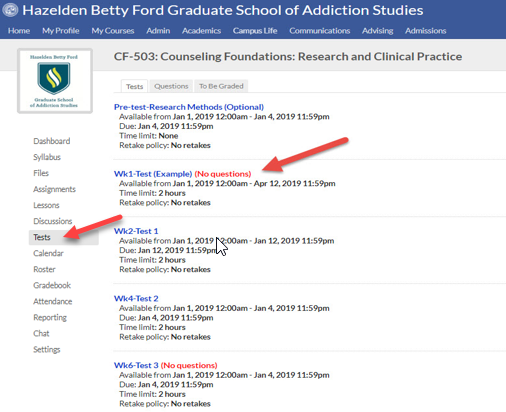 Hazelden Betty Ford Graduate School of Addiction Studies
Home My Profile My Courses Admin Academics Campus Life Communications Advising Admissions
Hazelden Betty Ford
Graduate School
of Addiction Studies
CF-503: Counseling Foundations: Research and Clinical Practice
Tests Questions To Be Graded
Dashboard
Syllabus
Files
Assignments
Lessons
Discussions
Tests
Calendar
Roster
Gradebook
Attendance
Reporting
Chat
Settings
Pre-test-Research Methods (Optional)
Available from Jan 1, 2019 12:00am - Jan 4, 2019 11:59pm
Due: Jan 4, 2019 11:59pm
Time limit: None
Retake policy: No retakes
Wk1-Test (Example) (No questions)
Available from Jan 1, 2019 12:00am - Apr 12, 2019 11:59pm
Time limit: 2 hours
Retake policy: No retakes
Wk2-Test 1
Available from Jan 1, 2019 12:00am - Jan 12, 2019 11:59pm
Due: Jan 12, 2019 11:59pm
Time limit: 2 hours
Retake policy: No retakes
Wk4-Test 2
Available from Jan 1, 2019 12:00am - Jan 4, 2019 11:59pm
Due: Jan 4, 2019 11:59pm
Time limit: 2 hours
Retake policy: No retakes
Wk6-Test 3 (No questions)
Available from Jan 1, 2019 12:00am - Jan 4, 2019 11:59pm
Due: Jan 4, 2019 11:59pm
Time limit: 2 hours
Retake policy: No retakes